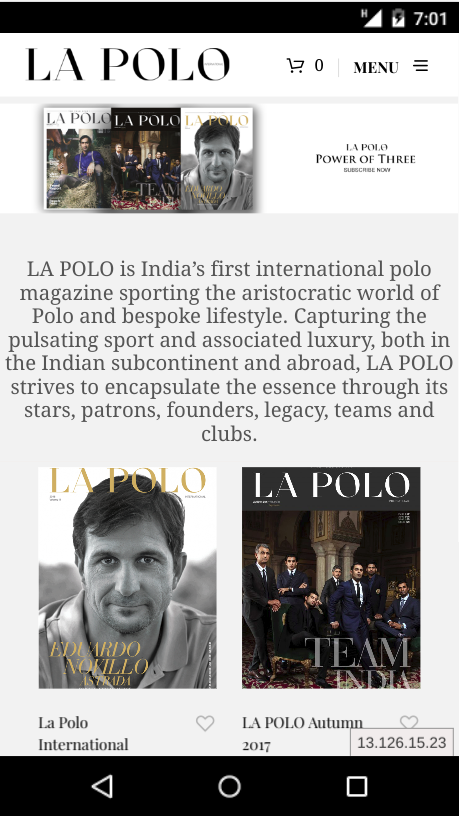 H 7:01
LA POLO
0
MENU
LA POLO
LA POLO
TEAM
EDUARDO
NOVILLO
LA POLO
POWER OF THREE
SUBSCRIBE NOW
LA POLO is India’s first international polo
magazine sporting the aristocratic world of
Polo and bespoke lifestyle. Capturing the
pulsating sport and associated luxury, both in
the Indian subcontinent and abroad, LA POLO
strives to encapsulate the essence through its
stars, patrons, founders, legacy, teams and
clubs.
LA POLO
INTERNATIONAL
EDUARDO
NOVILLO
ASTRADA
LA POLO
TEAM
INDIA
La Polo
International
LA POLO Autumn
2017
13.126.15.23